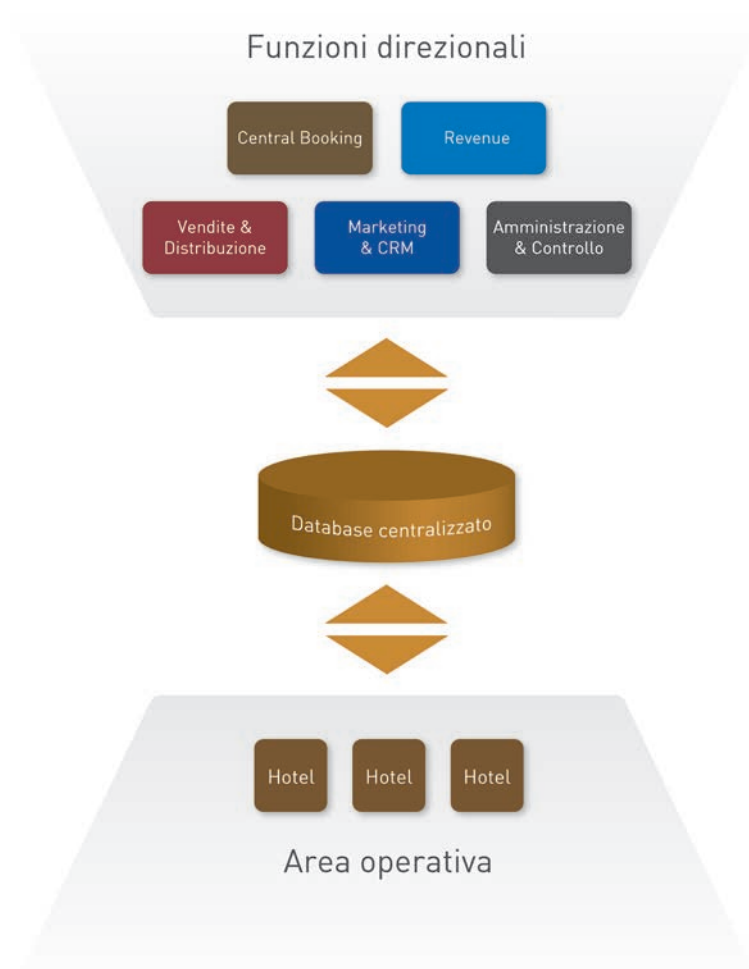 Funzioni direzionali
Central Booking
Revenue
Vendite &
Distribuzione
Marketing
& CRM
Amministrazione
& Controllo
Database centralizzato
Hotel
Hotel
Hotel
Area operativa